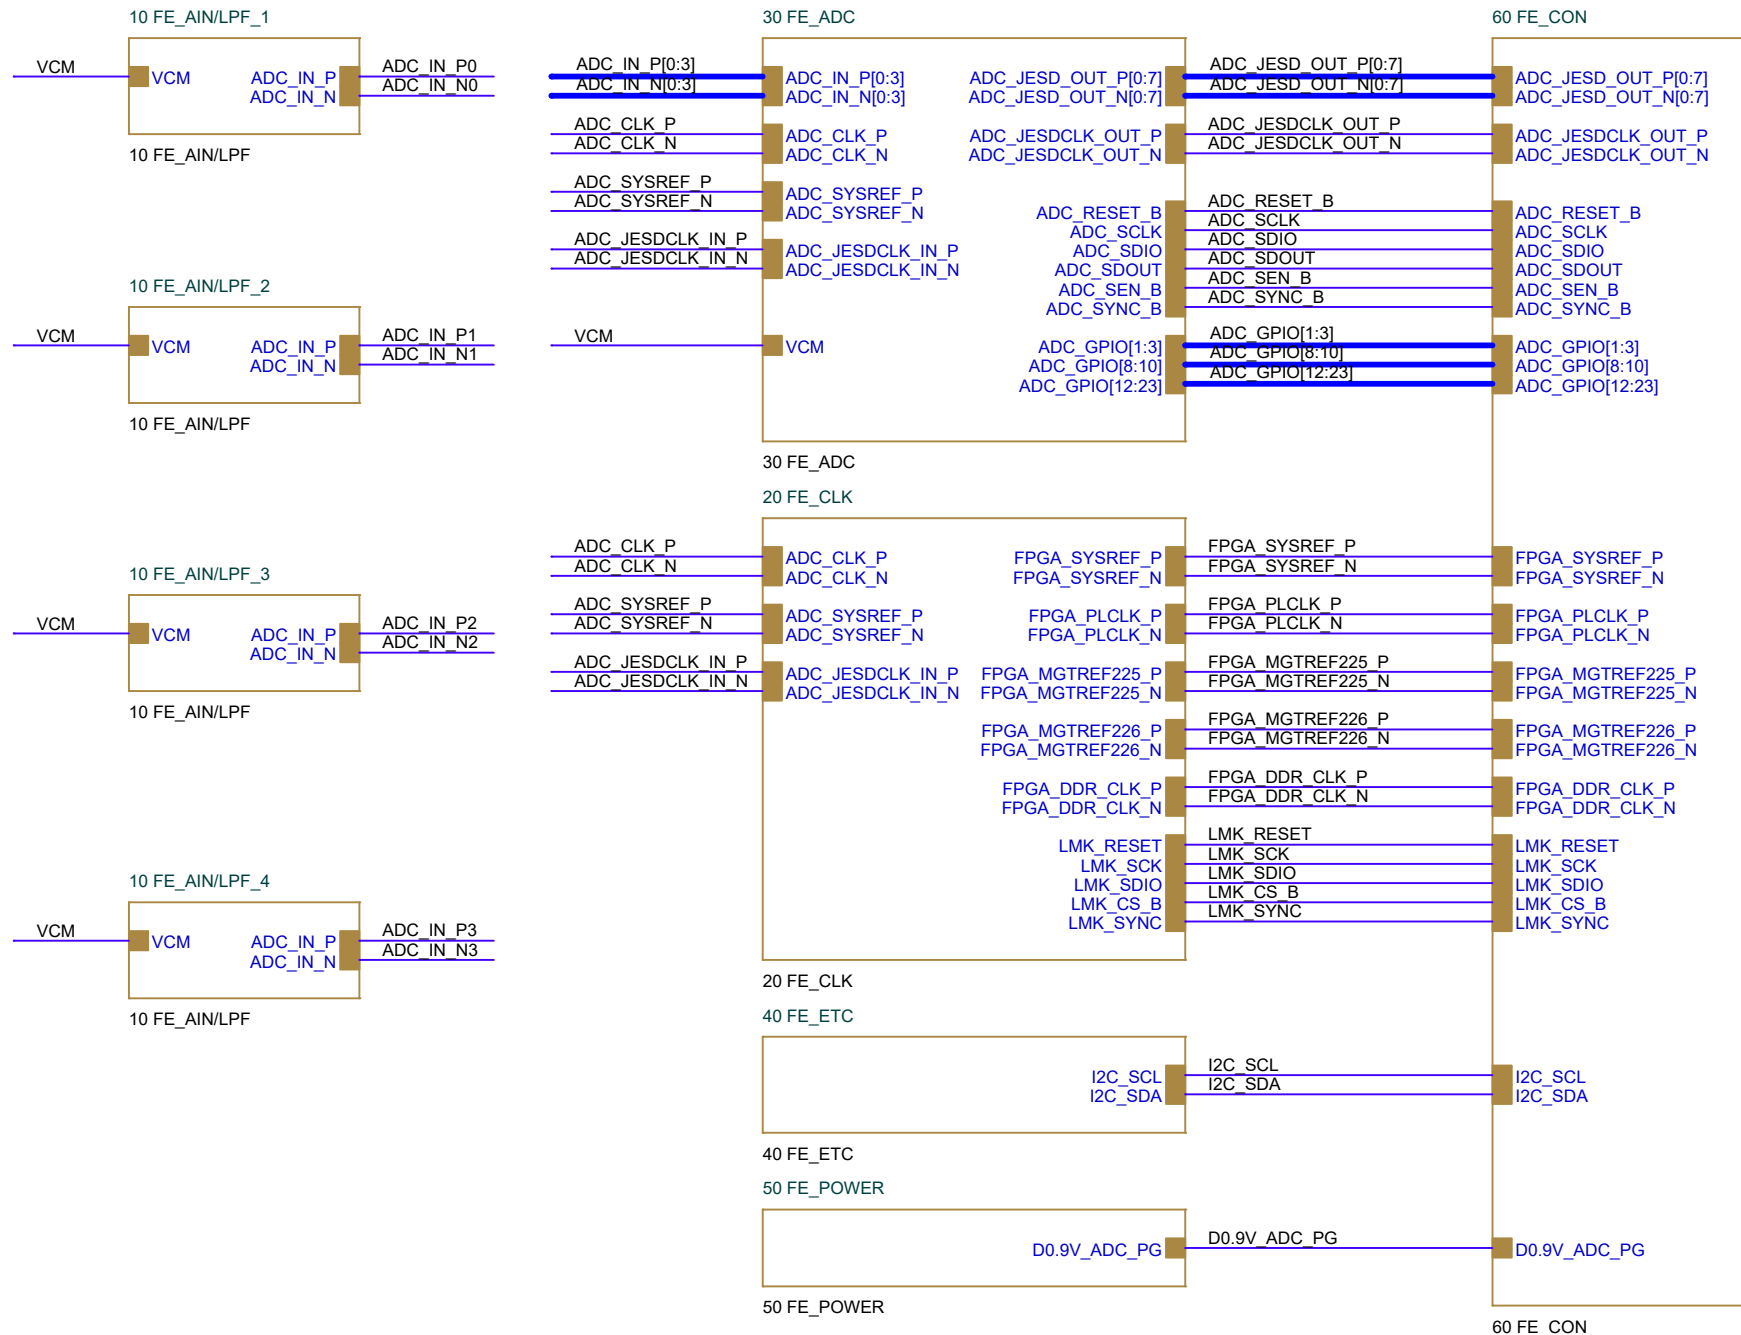 10 FE_AIN/LPF_1
VCM
VCM
ADC_IN_P
ADC_IN_N
ADC_IN_P0
ADC_IN_N0
10 FE_AIN/LPF
10 FE_AIN/LPF_2
VCM
VCM
ADC_IN_P
ADC_IN_N
ADC_IN_P1
ADC_IN_N1
10 FE_AIN/LPF
10 FE_AIN/LPF_3
VCM
VCM
ADC_IN_P
ADC_IN_N
ADC_IN_P2
ADC_IN_N2
10 FE_AIN/LPF
10 FE_AIN/LPF_4
VCM
VCM
ADC_IN_P
ADC_IN_N
ADC_IN_P3
ADC_IN_N3
10 FE_AIN/LPF
30 FE_ADC
ADC_IN_P[0:3]
ADC_IN_N[0:3]
ADC_CLK_P
ADC_CLK_N
ADC_SYSREF_P
ADC_SYSREF_N
ADC_JESDCLK_IN_P
ADC_JESDCLK_IN_N
VCM
ADC_IN_P[0:3]
ADC_IN_N[0:3]
ADC_CLK_P
ADC_CLK_N
ADC_SYSREF_P
ADC_SYSREF_N
ADC_JESDCLK_IN_P
ADC_JESDCLK_IN_N
VCM
ADC_JESD_OUT_P[0:7]
ADC_JESD_OUT_N[0:7]
ADC_JESDCLK_OUT_P
ADC_JESDCLK_OUT_N
ADC_RESET_B
ADC_SCLK
ADC_SDIO
ADC_SDOUT
ADC_SEN_B
ADC_SYNC_B
ADC_GPIO[1:3]
ADC_GPIO[8:10]
ADC_GPIO[12:23]
ADC_JESD_OUT_P[0:7]
ADC_JESD_OUT_N[0:7]
ADC_JESDCLK_OUT_P
ADC_JESDCLK_OUT_N
ADC_RESET_B
ADC_SCLK
ADC_SDIO
ADC_SDOUT
ADC_SEN_B
ADC_SYNC_B
ADC_GPIO[1:3]
ADC_GPIO[8:10]
ADC_GPIO[12:23]
30 FE_ADC
20 FE_CLK
ADC_CLK_P
ADC_CLK_N
ADC_SYSREF_P
ADC_SYSREF_N
ADC_JESDCLK_IN_P
ADC_JESDCLK_IN_N
ADC_CLK_P
ADC_CLK_N
ADC_SYSREF_P
ADC_SYSREF_N
ADC_JESDCLK_IN_P
ADC_JESDCLK_IN_N
FPGA_SYSREF_P
FPGA_SYSREF_N
FPGA_PLCLK_P
FPGA_PLCLK_N
FPGA_MGTREF225_P
FPGA_MGTREF225_N
FPGA_MGTREF226_P
FPGA_MGTREF226_N
FPGA_DDR_CLK_P
FPGA_DDR_CLK_N
LMK_RESET
LMK_SCK
LMK_SDIO
LMK_CS_B
LMK_SYNC
FPGA_SYSREF_P
FPGA_SYSREF_N
FPGA_PLCLK_P
FPGA_PLCLK_N
FPGA_MGTREF225_P
FPGA_MGTREF225_N
FPGA_MGTREF226_P
FPGA_MGTREF226_N
FPGA_DDR_CLK_P
FPGA_DDR_CLK_N
LMK_RESET
LMK_SCK
LMK_SDIO
LMK_CS_B
LMK_SYNC
20 FE_CLK
40 FE_ETC
I2C_SCL
I2C_SDA
I2C_SCL
I2C_SDA
40 FE_ETC
50 FE_POWER
D0.9V_ADC_PG
D0.9V_ADC_PG
50 FE_POWER
60 FE_CON
ADC_JESD_OUT_P[0:7]
ADC_JESD_OUT_N[0:7]
ADC_JESDCLK_OUT_P
ADC_JESDCLK_OUT_N
ADC_RESET_B
ADC_SCLK
ADC_SDIO
ADC_SDOUT
ADC_SEN_B
ADC_SYNC_B
ADC_GPIO[1:3]
ADC_GPIO[8:10]
ADC_GPIO[12:23]
FPGA_SYSREF_P
FPGA_SYSREF_N
FPGA_PLCLK_P
FPGA_PLCLK_N
FPGA_MGTREF225_P
FPGA_MGTREF225_N
FPGA_MGTREF226_P
FPGA_MGTREF226_N
FPGA_DDR_CLK_P
FPGA_DDR_CLK_N
LMK_RESET
LMK_SCK
LMK_SDIO
LMK_CS_B
LMK_SYNC
I2C_SCL
I2C_SDA
D0.9V_ADC_PG
60 FE_CON